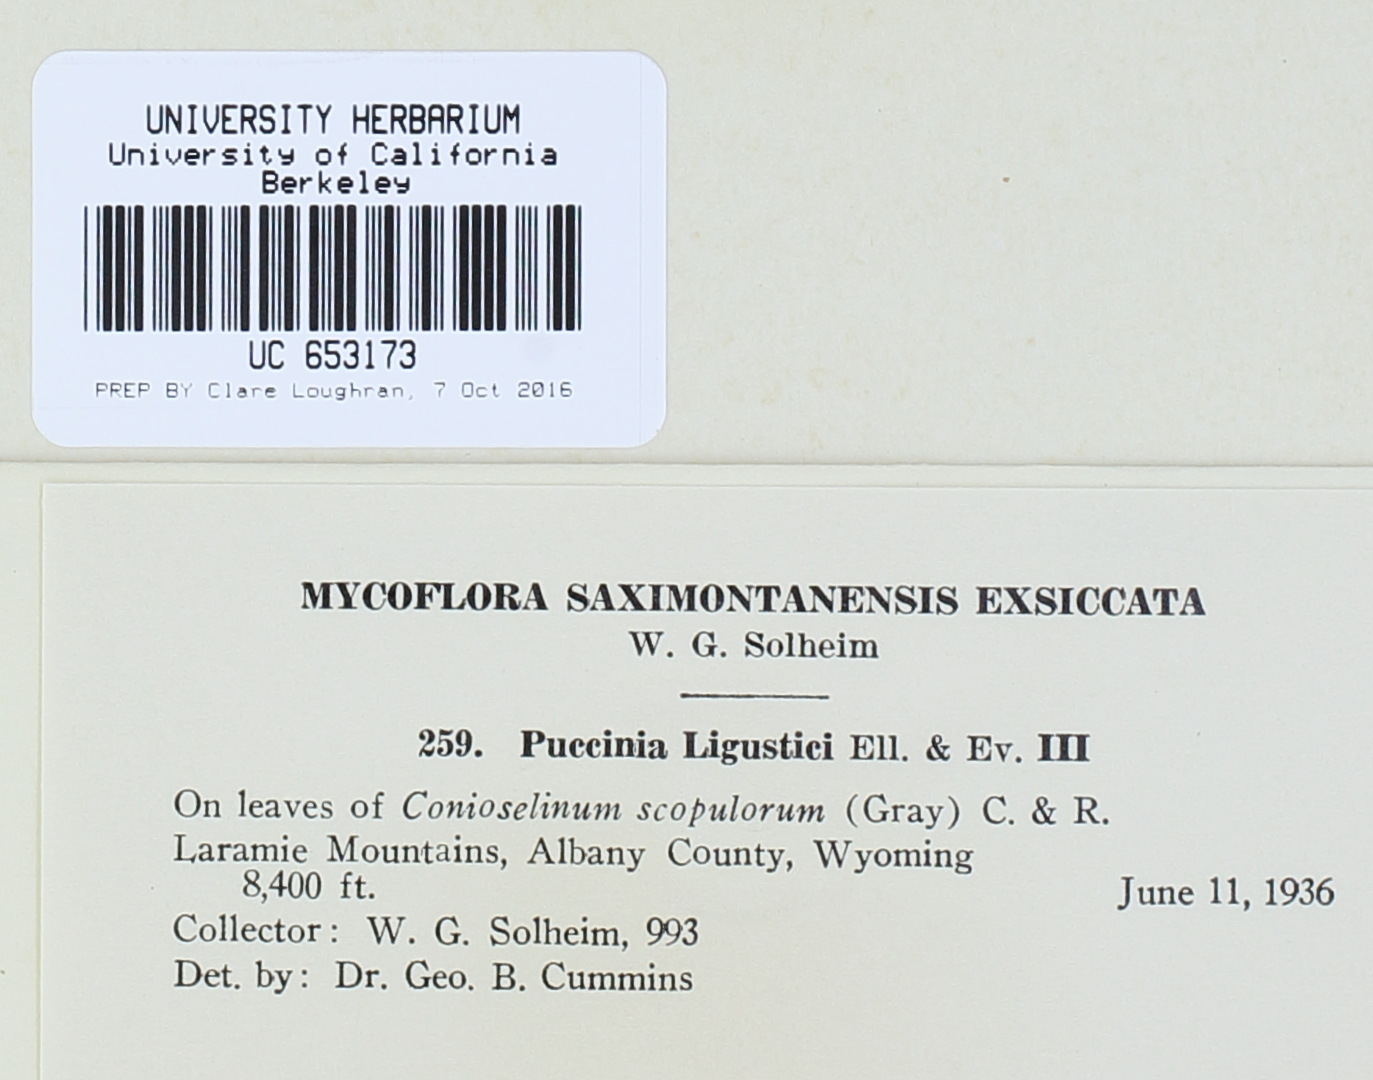 UNIVERSITY HERBARIUM
University of California
Berkeley
UC 653173
PREP BY Clare Loughran, 7 Oct 2016
MYCOFLORA SAXIMONTANENSIS EXSICCATA
W. G. Solheim
259. Puccinia Ligustici Ell. & Ev. III
On leaves of Conioselinum scopulorum (Gray) C. & R.
Laramie Mountains, Albany County, Wyoming
8,400 ft. June 11, 1936
Collector: W. G. Solheim, 993
Det. by: Dr. Geo. B. Cummins